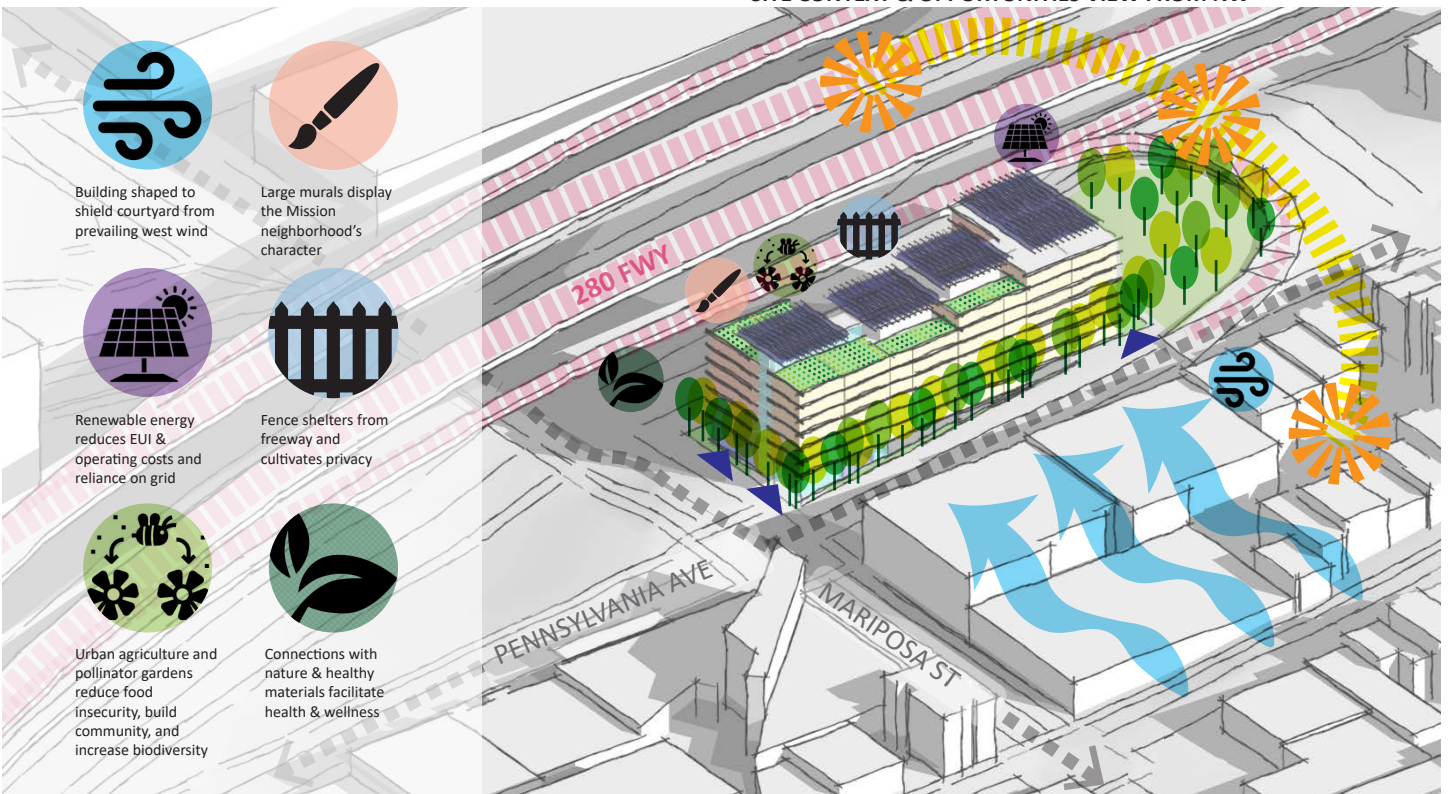 Building shaped to
shield courtyard from
prevailing west wind
Large murals display
the Mission
neighborhood's
character
Renewable energy
reduces EUI &
operating costs and
reliance on grid
Fence shelters from
freeway and
cultivates privacy
Urban agriculture and
pollinator gardens
reduce food
insecurity, build
community, and
increase biodiversity
Connections with
nature & healthy
materials facilitate
health & wellness
280 FWY
PENNSYLVANIA AVE
MARIPOSA ST